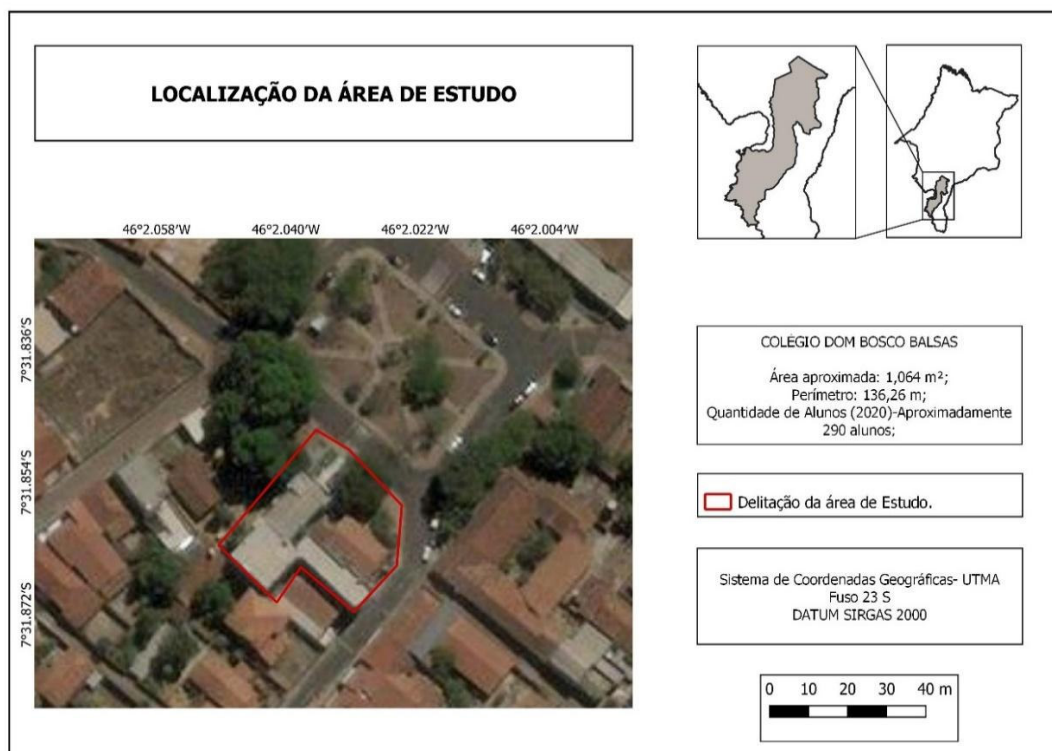 LOCALIZAÇÃO DA ÁREA DE ESTUDO
46°2.058'W 46°2.040'W 46°2.022'W 46°2.004'W
7°31.836'S
7°31.854'S
7°31.872'S
COLÉGIO DOM BOSCO BALSAS
Área aproximada: 1,064 m²;
Perímetro: 136,26 m;
Quantidade de Alunos (2020)-Aproximadamente
290 alunos;
Delitação da área de Estudo.
Sistema de Coordenadas Geográficas- UTMA
Fuso 23 S
DATUM SIRGAS 2000
0 10 20 30 40 m